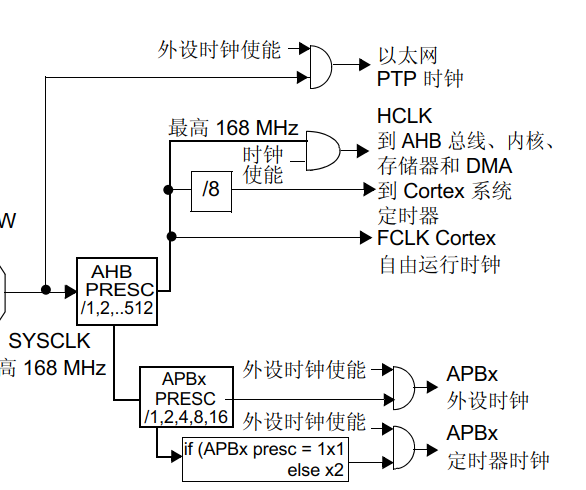 外设时钟使能
以太网
PTP 时钟
HCLK
最高 168 MHz
到 AHB 总线、内核、
时钟
使能
存储器和 DMA
/8
到 Cortex 系统
定时器
W
FCLK Cortex
自由运行时钟
AHB
PRESC
/1,2,..512
SYSCLK
高 168 MHz
APBx
PRESC
/1,2,4,8,16
外设时钟使能
APBx
外设时钟
外设时钟使能
APBx
定时器时钟
if (APBx presc = 1x1
else x2